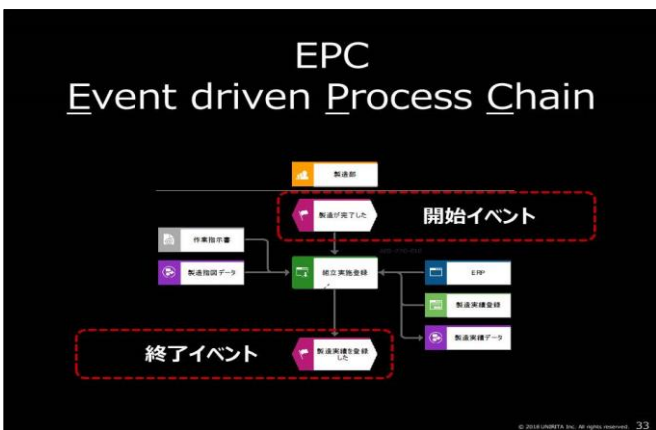 EPC
Event driven Process Chain
製造部
製造が完了した
開始イベント
作業指示書
製造指図データ
組立実施登録
ERP
製造実績登録
製造実績データ
終了イベント
製造実績を登録
した
© 2018 UNIRITA Inc. All rights reserved. 33